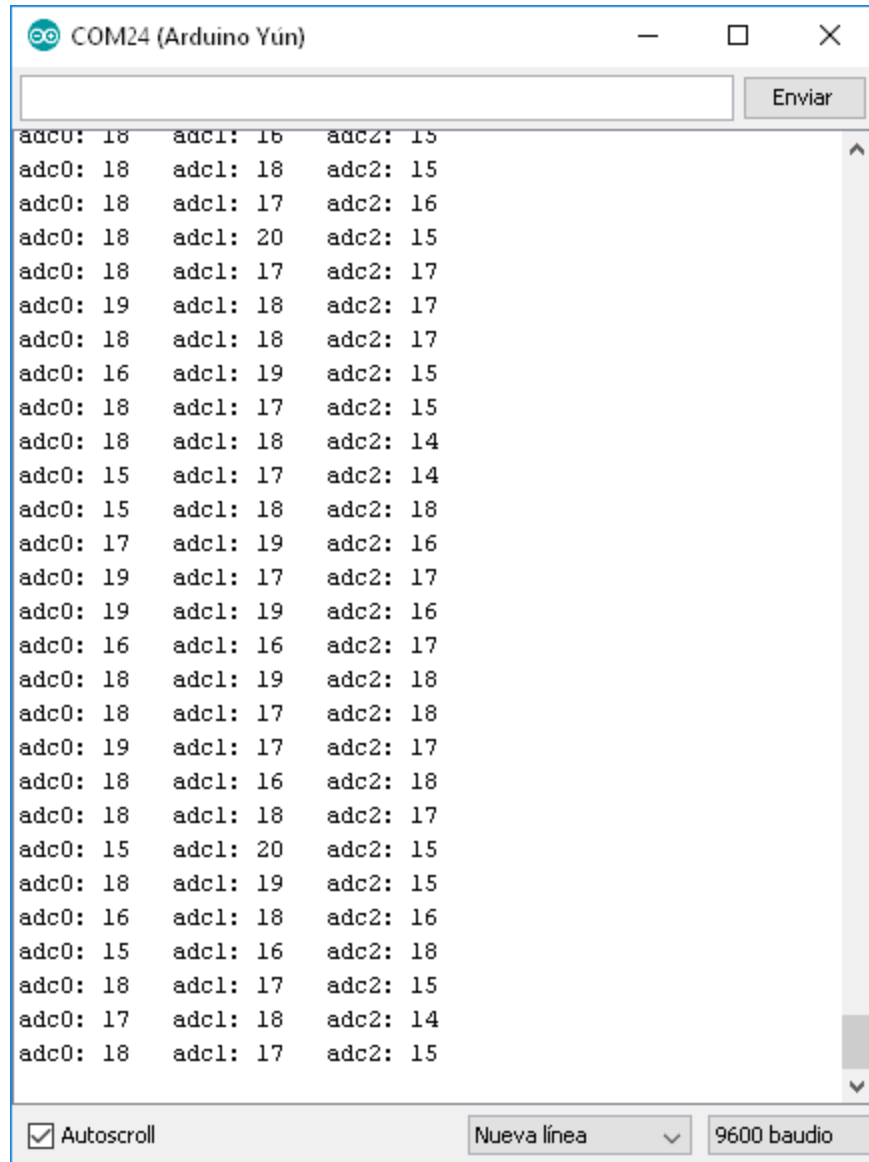 COM24 (Arduino Yún)
Enviar
adc0: 18 adc1: 16 adc2: 15
adc0: 18 adc1: 18 adc2: 15
adc0: 18 adc1: 17 adc2: 16
adc0: 18 adc1: 20 adc2: 15
adc0: 18 adc1: 17 adc2: 17
adc0: 19 adc1: 18 adc2: 17
adc0: 18 adc1: 18 adc2: 17
adc0: 16 adc1: 19 adc2: 15
adc0: 18 adc1: 17 adc2: 15
adc0: 18 adc1: 18 adc2: 14
adc0: 15 adc1: 17 adc2: 14
adc0: 15 adc1: 18 adc2: 18
adc0: 17 adc1: 19 adc2: 16
adc0: 19 adc1: 17 adc2: 17
adc0: 19 adc1: 19 adc2: 16
adc0: 16 adc1: 16 adc2: 17
adc0: 18 adc1: 19 adc2: 18
adc0: 18 adc1: 17 adc2: 18
adc0: 19 adc1: 17 adc2: 17
adc0: 18 adc1: 16 adc2: 18
adc0: 18 adc1: 18 adc2: 17
adc0: 15 adc1: 20 adc2: 15
adc0: 18 adc1: 19 adc2: 15
adc0: 16 adc1: 18 adc2: 16
adc0: 15 adc1: 16 adc2: 18
adc0: 18 adc1: 17 adc2: 15
adc0: 17 adc1: 18 adc2: 14
adc0: 18 adc1: 17 adc2: 15
Autoscroll Nueva línea 9600 baudio